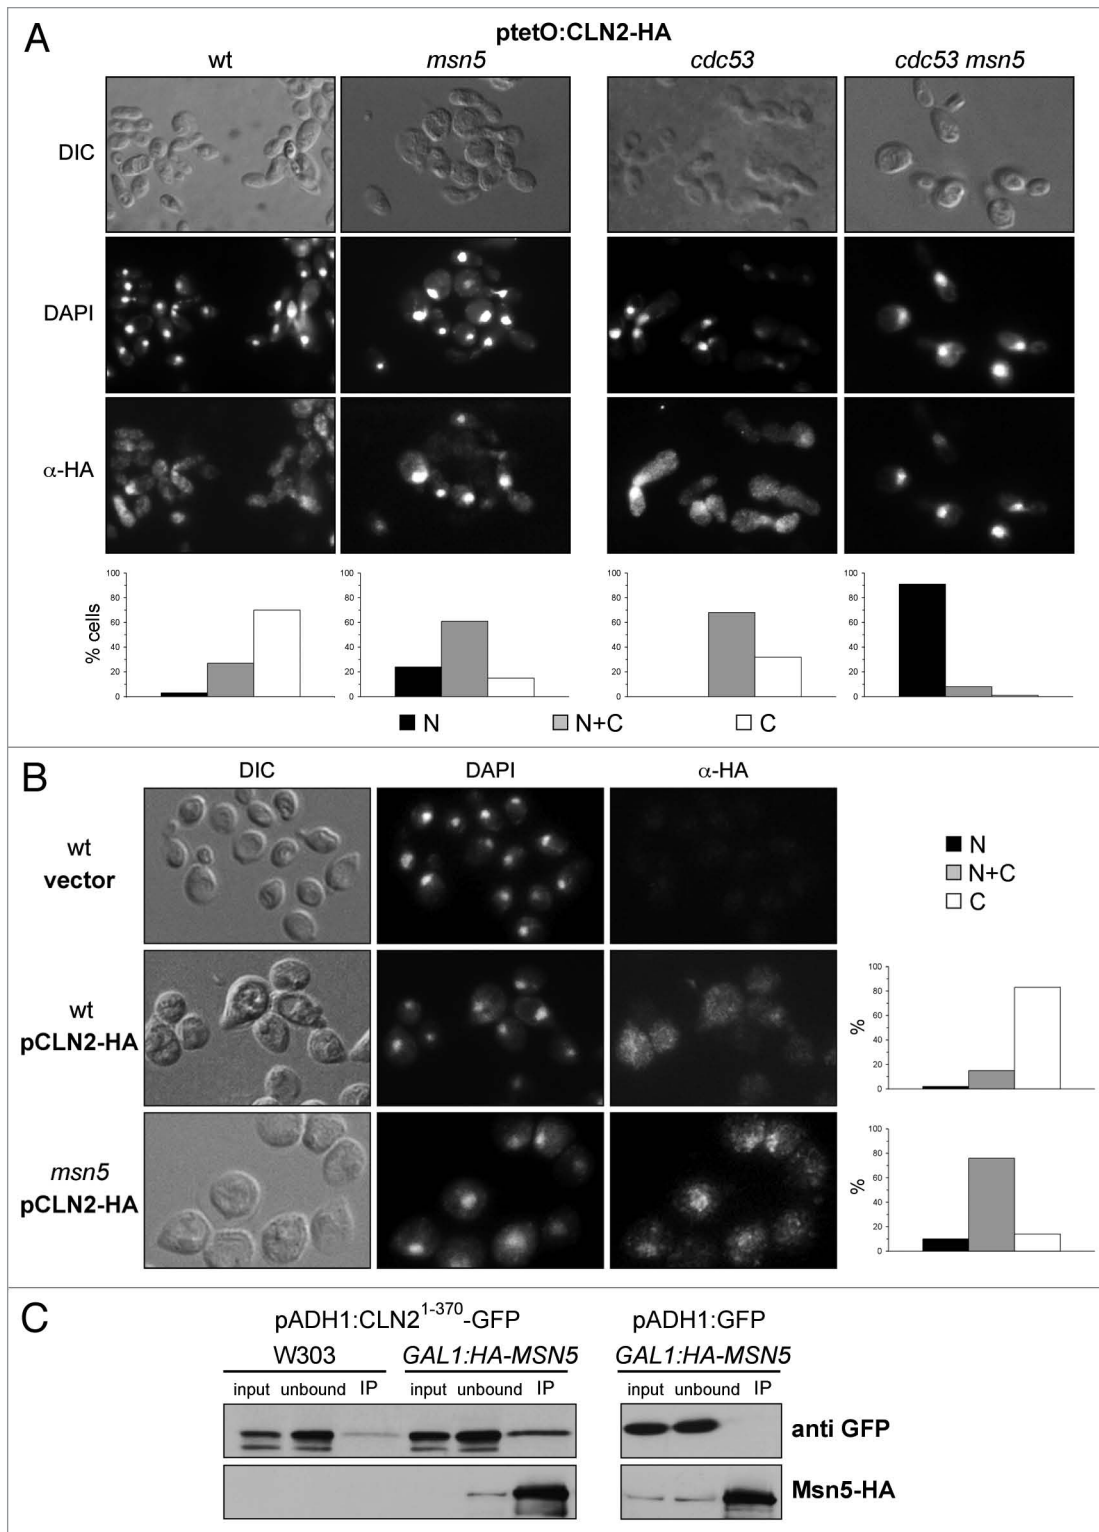 A
ptetO:CLN2-HA
wt msn5 cdc53 cdc53 msn5
DIC
DAPI
α-HA
% cells
100 100 100 100
80 80 80 80
60 60 60 60
40 40 40 40
20 20 20 20
0 0 0 0
N N+C C
B
DIC DAPI α-HA
wt
vector
N
N+C
C
wt
pCLN2-HA
%
100
80
60
40
20
0
msn5
pCLN2-HA
%
100
80
60
40
20
0
C
pADH1:CLN2¹⁻³⁷⁰-GFP pADH1:GFP
W303 GAL1:HA-MSN5 GAL1:HA-MSN5
input unbound IP input unbound IP input unbound IP
anti GFP
Msn5-HA